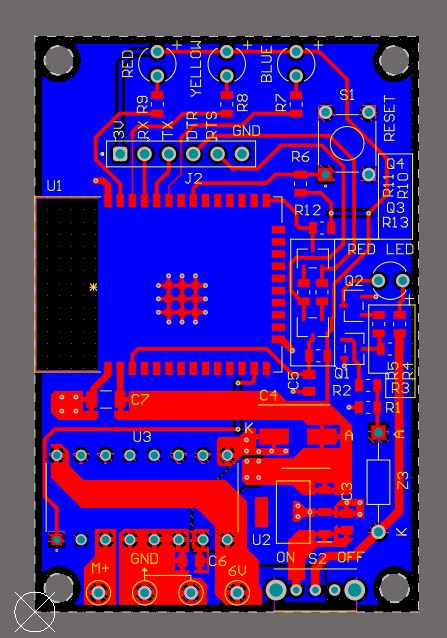 RED
YELLOW
BLUE
+
+
+
S1
RESET
R9
R8
R7
3V
RX
TX
DTR
RTS
GND
J2
R6
U1
Q4
R11
R10
Q3
R13
R12
RED LED
Q2
+
Q1
R5
R4
C5
R2
R3
R1
C7
C4
K
A
A
U3
Z3
C3
U2
K
GND
C6
M+
6V
ON
S2
OFF